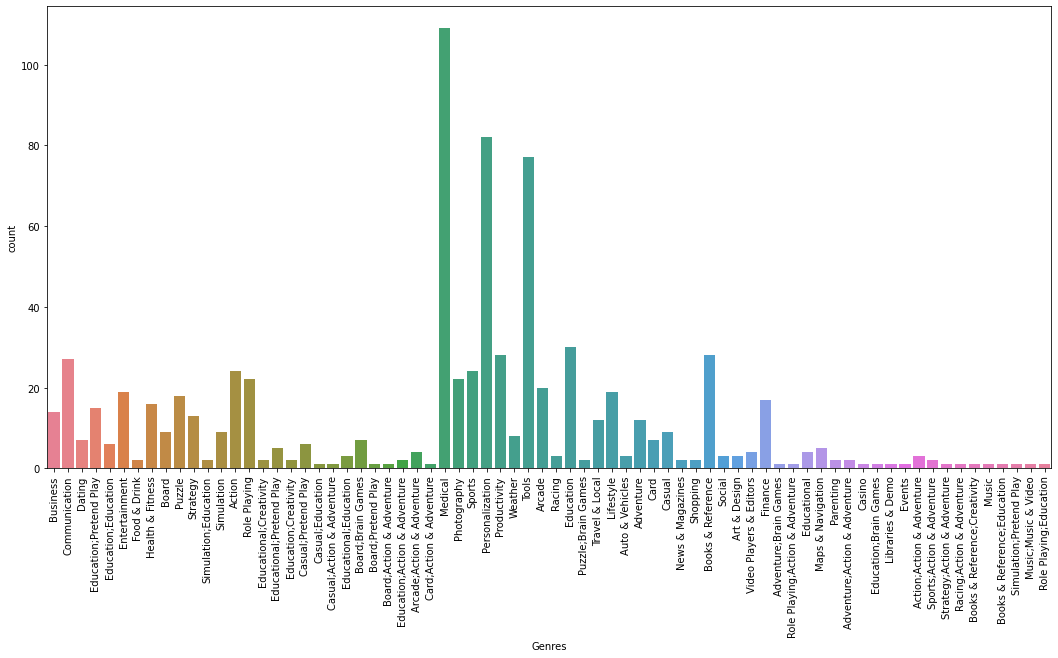 100
80
60
40
20
0
count
Business
Communication
Dating
Education;Pretend Play
Education;Education
Entertainment
Food & Drink
Health & Fitness
Board
Puzzle
Strategy
Simulation;Education
Simulation
Action
Role Playing
Educational;Creativity
Educational;Pretend Play
Education;Creativity
Casual;Pretend Play
Casual;Education
Casual;Action & Adventure
Educational;Education
Board;Brain Games
Board;Pretend Play
Board;Action & Adventure
Education;Action & Adventure
Arcade;Action & Adventure
Card;Action & Adventure
Medical
Photography
Sports
Personalization
Productivity
Weather
Tools
Arcade
Racing
Education
Puzzle;Brain Games
Travel & Local
Lifestyle
Auto & Vehicles
Adventure
Card
Casual
News & Magazines
Shopping
Books & Reference
Social
Art & Design
Video Players & Editors
Finance
Adventure;Brain Games
Role Playing;Action & Adventure
Educational
Maps & Navigation
Parenting
Adventure;Action & Adventure
Casino
Education;Brain Games
Libraries & Demo
Events
Action;Action & Adventure
Sports;Action & Adventure
Strategy;Action & Adventure
Racing;Action & Adventure
Books & Reference;Creativity
Music
Books & Reference;Education
Simulation;Pretend Play
Music;Music & Video
Role Playing;Education
Genres